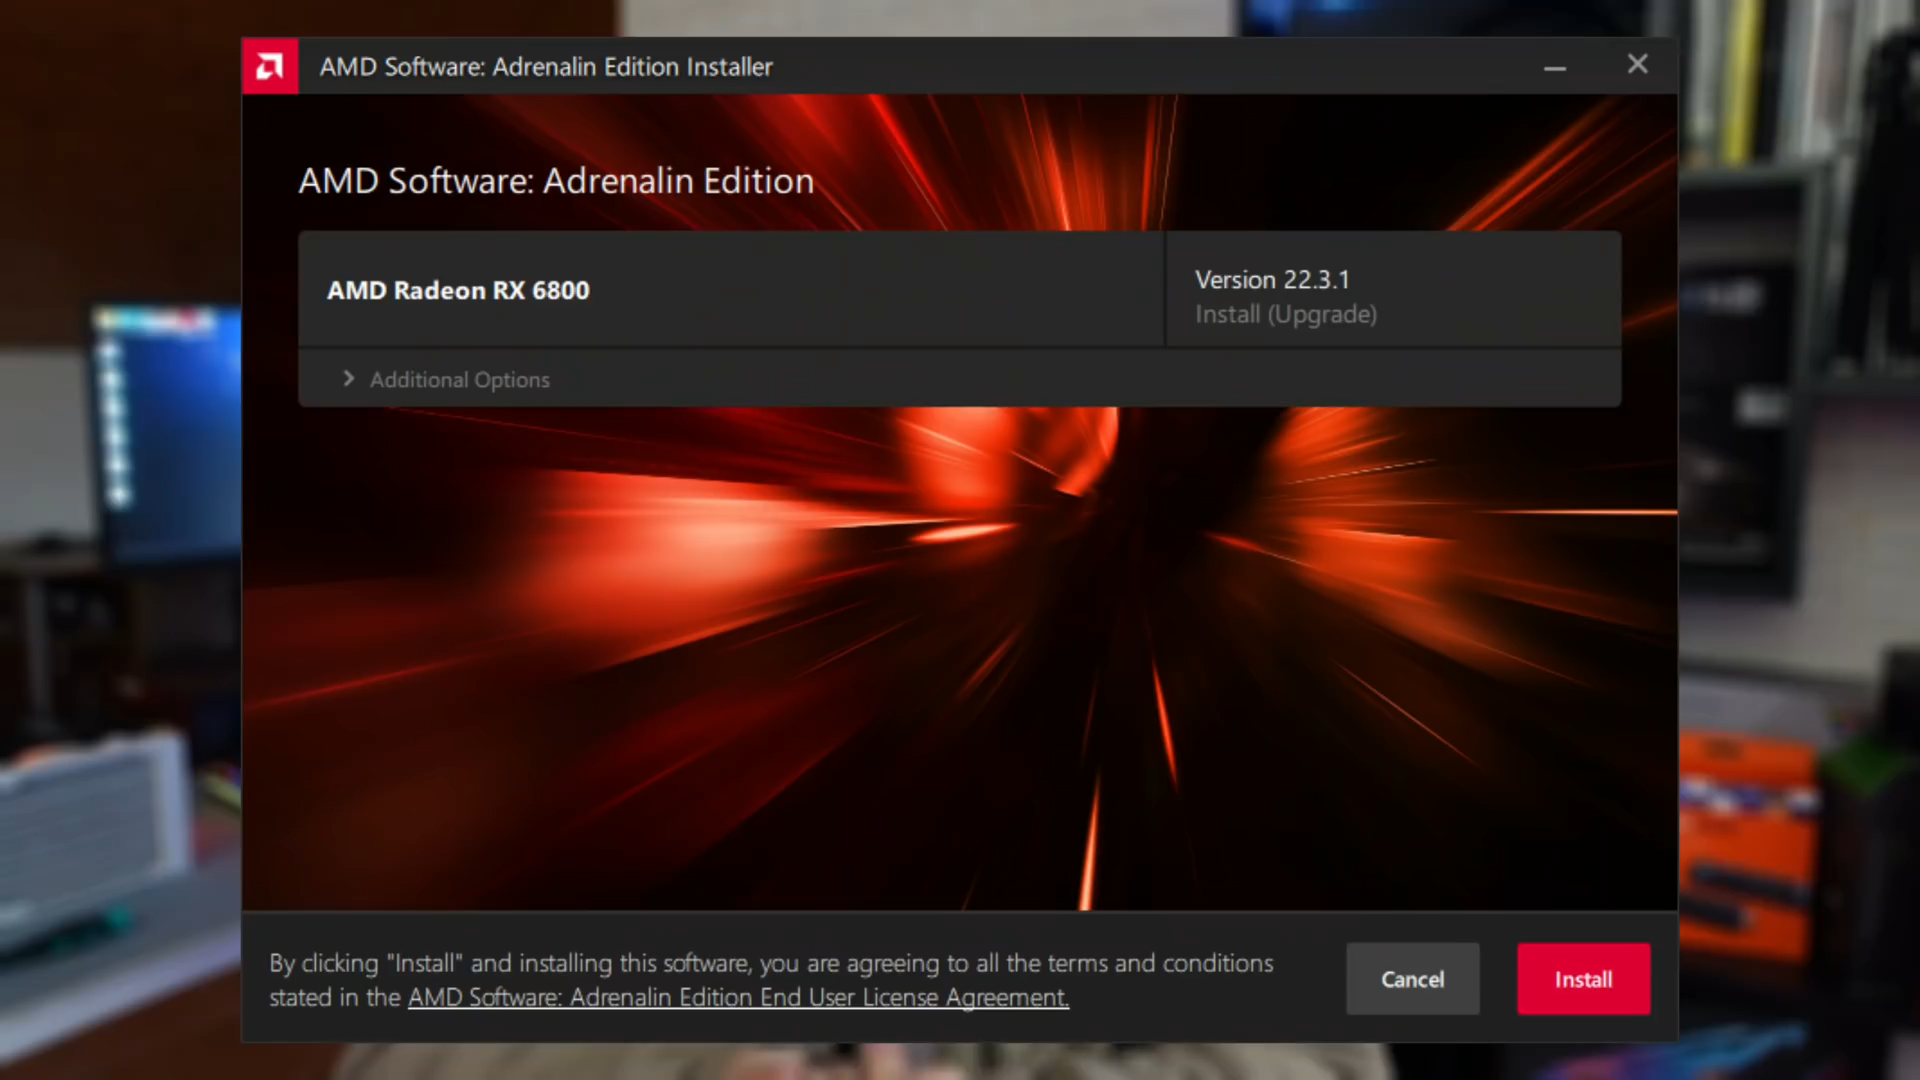 AMD Software: Adrenalin Edition Installer
AMD Software: Adrenalin Edition
AMD Radeon RX 6800
Version 22.3.1
Install (Upgrade)
Additional Options
By clicking "Install" and installing this software, you are agreeing to all the terms and conditions
stated in the AMD Software: Adrenalin Edition End User License Agreement.
Cancel
Install